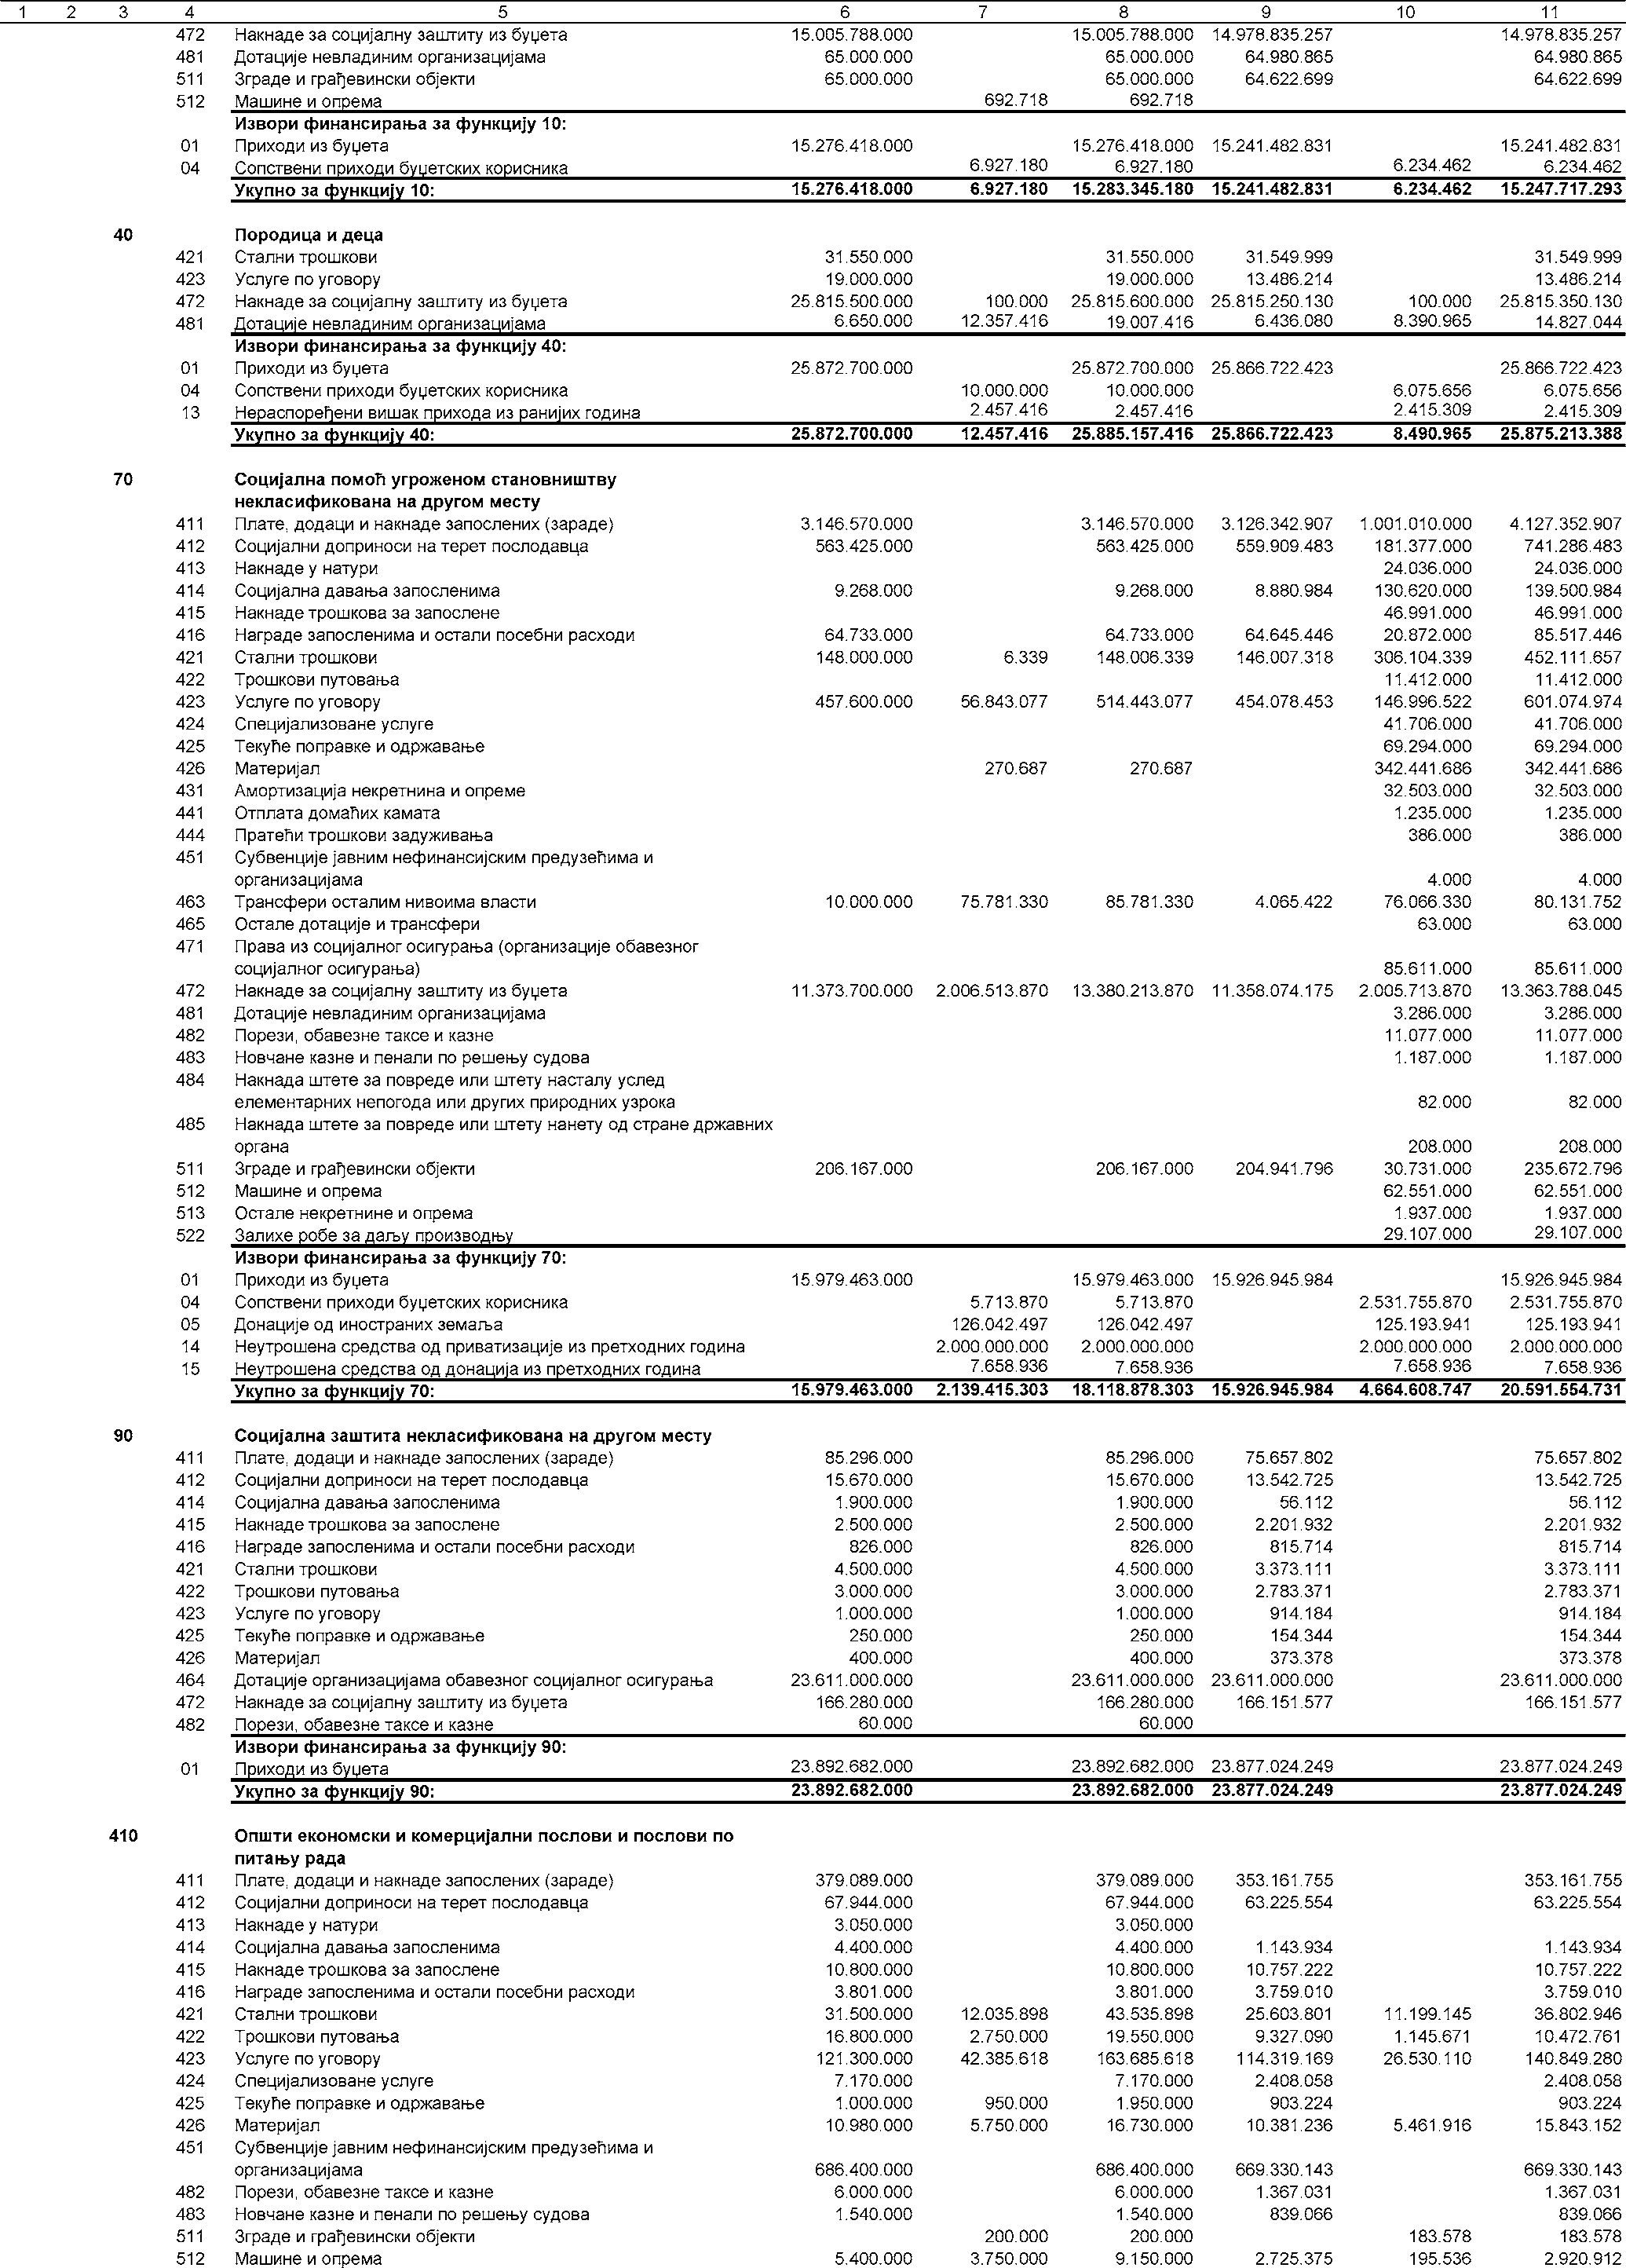 1 2 3 4 5 6 7 8 9 10 11
472 Накнаде за социјалну заштиту из буџета 15.005.788.000 15.005.788.000 14.978.835.257 14.978.835.257
481 Дотације невладиним организацијама 65.000.000 65.000.000 64.980.865 64.980.865
511 Зграде и грађевински објекти 65.000.000 65.000.000 64.622.699 64.622.699
512 Машине и опрема 692.718 692.718
Извори финансирања за функцију 10:
01 Приходи из буџета 15.276.418.000 15.276.418.000 15.241.482.831 15.241.482.831
04 Сопствени приходи буџетских корисника 6.927.180 6.927.180 6.234.462 6.234.462
Укупно за функцију 10: 15.276.418.000 6.927.180 15.283.345.180 15.241.482.831 6.234.462 15.247.717.293
40 Породица и деца
421 Стални трошкови 31.550.000 31.550.000 31.549.999 31.549.999
423 Услуге по уговору 19.000.000 19.000.000 13.486.214 13.486.214
472 Накнаде за социјалну заштиту из буџета 25.815.500.000 100.000 25.815.600.000 25.815.250.130 100.000 25.815.350.130
481 Дотације невладиним организацијама 6.650.000 12.357.416 19.007.416 6.436.080 8.390.965 14.827.044
Извори финансирања за функцију 40:
01 Приходи из буџета 25.872.700.000 25.872.700.000 25.866.722.423 25.866.722.423
04 Сопствени приходи буџетских корисника 10.000.000 10.000.000 6.075.656 6.075.656
13 Нераспоређени вишак прихода из ранијих година 2.457.416 2.457.416 2.415.309 2.415.309
Укупно за функцију 40: 25.872.700.000 12.457.416 25.885.157.416 25.866.722.423 8.490.965 25.875.213.388
70 Социјална помоћ угроженом становништву
некласификована на другом месту
411 Плате, додаци и накнаде запослених (зараде) 3.146.570.000 3.146.570.000 3.126.342.907 1.001.010.000 4.127.352.907
412 Социјални доприноси на терет послодавца 563.425.000 563.425.000 559.909.483 181.377.000 741.286.483
413 Накнаде у натури 24.036.000 24.036.000
414 Социјална давања запосленима 9.268.000 9.268.000 8.880.984 130.620.000 139.500.984
415 Накнаде трошкова за запослене 46.991.000 46.991.000
416 Награде запосленима и остали посебни расходи 64.733.000 64.733.000 64.645.446 20.872.000 85.517.446
421 Стални трошкови 148.000.000 6.339 148.006.339 146.007.318 306.104.339 452.111.657
422 Трошкови путовања 11.412.000 11.412.000
423 Услуге по уговору 457.600.000 56.843.077 514.443.077 454.078.453 146.996.522 601.074.974
424 Специјализоване услуге 41.706.000 41.706.000
425 Текуће поправке и одржавање 69.294.000 69.294.000
426 Материјал 270.687 270.687 342.441.686 342.441.686
431 Амортизација некретнина и опреме 32.503.000 32.503.000
441 Отплата домаћих камата 1.235.000 1.235.000
444 Пратећи трошкови задуживања 386.000 386.000
451 Субвенције јавним нефинансијским предузећима и
организацијама 4.000 4.000
463 Трансфери осталим нивоима власти 10.000.000 75.781.330 85.781.330 4.065.422 76.066.330 80.131.752
465 Остале дотације и трансфери 63.000 63.000
471 Права из социјалног осигурања (организације обавезног
социјалног осигурања) 85.611.000 85.611.000
472 Накнаде за социјалну заштиту из буџета 11.373.700.000 2.006.513.870 13.380.213.870 11.358.074.175 2.005.713.870 13.363.788.045
481 Дотације невладиним организацијама 3.286.000 3.286.000
482 Порези, обавезне таксе и казне 11.077.000 11.077.000
483 Новчане казне и пенали по решењу судова 1.187.000 1.187.000
484 Накнада штете за повреде или штету насталу услед
елементарних непогода или других природних узрока 82.000 82.000
485 Накнада штете за повреде или штету нанету од стране државних
органа 208.000 208.000
511 Зграде и грађевински објекти 206.167.000 206.167.000 204.941.796 30.731.000 235.672.796
512 Машине и опрема 62.551.000 62.551.000
513 Остале некретнине и опрема 1.937.000 1.937.000
522 Залихе робе за даљу производњу 29.107.000 29.107.000
Извори финансирања за функцију 70:
01 Приходи из буџета 15.979.463.000 15.979.463.000 15.926.945.984 15.926.945.984
04 Сопствени приходи буџетских корисника 5.713.870 5.713.870 2.531.755.870 2.531.755.870
05 Донације од иностраних земаља 126.042.497 126.042.497 125.193.941 125.193.941
14 Неутрошена средства од приватизације из претходних година 2.000.000.000 2.000.000.000 2.000.000.000 2.000.000.000
15 Неутрошена средства од донација из претходних година 7.658.936 7.658.936 7.658.936 7.658.936
Укупно за функцију 70: 15.979.463.000 2.139.415.303 18.118.878.303 15.926.945.984 4.664.608.747 20.591.554.731
90 Социјална заштита некласификована на другом месту
411 Плате, додаци и накнаде запослених (зараде) 85.296.000 85.296.000 75.657.802 75.657.802
412 Социјални доприноси на терет послодавца 15.670.000 15.670.000 13.542.725 13.542.725
414 Социјална давања запосленима 1.900.000 1.900.000 56.112 56.112
415 Накнаде трошкова за запослене 2.500.000 2.500.000 2.201.932 2.201.932
416 Награде запосленима и остали посебни расходи 826.000 826.000 815.714 815.714
421 Стални трошкови 4.500.000 4.500.000 3.373.111 3.373.111
422 Трошкови путовања 3.000.000 3.000.000 2.783.371 2.783.371
423 Услуге по уговору 1.000.000 1.000.000 914.184 914.184
425 Текуће поправке и одржавање 250.000 250.000 154.344 154.344
426 Материјал 400.000 400.000 373.378 373.378
464 Дотације организацијама обавезног социјалног осигурања 23.611.000.000 23.611.000.000 23.611.000.000 23.611.000.000
472 Накнаде за социјалну заштиту из буџета 166.280.000 166.280.000 166.151.577 166.151.577
482 Порези, обавезне таксе и казне 60.000 60.000
Извори финансирања за функцију 90:
01 Приходи из буџета 23.892.682.000 23.892.682.000 23.877.024.249 23.877.024.249
Укупно за функцију 90: 23.892.682.000 23.892.682.000 23.877.024.249 23.877.024.249
410 Општи економски и комерцијални послови и послови по
питању рада
411 Плате, додаци и накнаде запослених (зараде) 379.089.000 379.089.000 353.161.755 353.161.755
412 Социјални доприноси на терет послодавца 67.944.000 67.944.000 63.225.554 63.225.554
413 Накнаде у натури 3.050.000 3.050.000
414 Социјална давања запосленима 4.400.000 4.400.000 1.143.934 1.143.934
415 Накнаде трошкова за запослене 10.800.000 10.800.000 10.757.222 10.757.222
416 Награде запосленима и остали посебни расходи 3.801.000 3.801.000 3.759.010 3.759.010
421 Стални трошкови 31.500.000 12.035.898 43.535.898 25.603.801 11.199.145 36.802.946
422 Трошкови путовања 16.800.000 2.750.000 19.550.000 9.327.090 1.145.671 10.472.761
423 Услуге по уговору 121.300.000 42.385.618 163.685.618 114.319.169 26.530.110 140.849.280
424 Специјализоване услуге 7.170.000 7.170.000 2.408.058 2.408.058
425 Текуће поправке и одржавање 1.000.000 950.000 1.950.000 903.224 903.224
426 Материјал 10.980.000 5.750.000 16.730.000 10.381.236 5.461.916 15.843.152
451 Субвенције јавним нефинансијским предузећима и
организацијама 686.400.000 686.400.000 669.330.143 669.330.143
482 Порези, обавезне таксе и казне 6.000.000 6.000.000 1.367.031 1.367.031
483 Новчане казне и пенали по решењу судова 1.540.000 1.540.000 839.066 839.066
511 Зграде и грађевински објекти 200.000 200.000 183.578 183.578
512 Машине и опрема 5.400.000 3.750.000 9.150.000 2.725.375 195.536 2.920.912